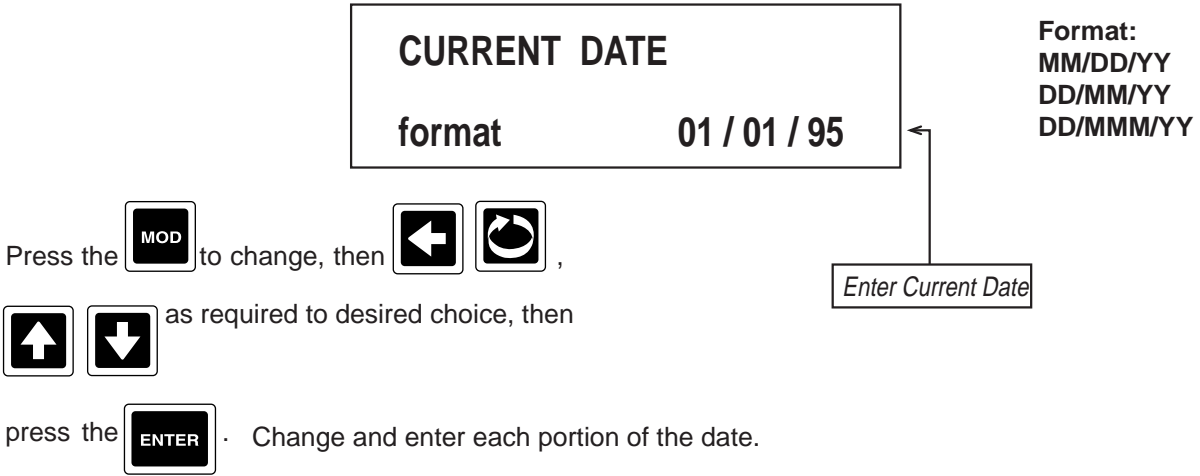 CURRENT DATE
format 01 / 01 / 95
Format:
MM/DD/YY
DD/MM/YY
DD/MMM/YY
Enter Current Date
Press the MOD to change, then ,
as required to desired choice, then
press the ENTER . Change and enter each portion of the date.